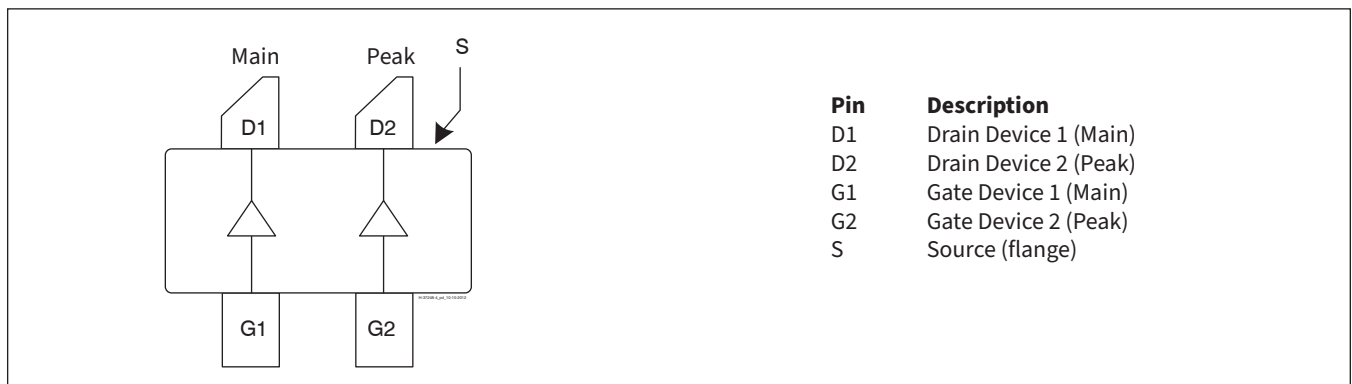 Main Peak S
D1 D2
G1 G2
Pin Description
D1 Drain Device 1 (Main)
D2 Drain Device 2 (Peak)
G1 Gate Device 1 (Main)
G2 Gate Device 2 (Peak)
S Source (flange)